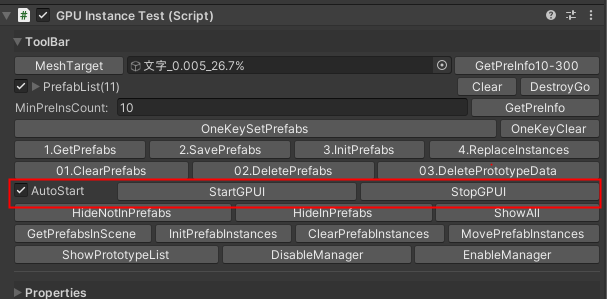 GPU Instance Test (Script)
ToolBar
MeshTarget 文字_0.005_26.7% GetPreInfo10-300
PrefabList(11) Clear DestroyGo
MinPreInsCount: 10 GetPreInfo
OneKeySetPrefabs OneKeyClear
1.GetPrefabs 2.SavePrefabs 3.InitPrefabs 4.ReplaceInstances
01.ClearPrefabs 02.DeletePrefabs 03.DeletePrototypeData
AutoStart StartGPUI StopGPUI
HideNotInPrefabs HideInPrefabs ShowAll
GetPrefabsInScene InitPrefabInstances ClearPrefabInstances MovePrefabInstances
ShowPrototypeList DisableManager EnableManager
Properties